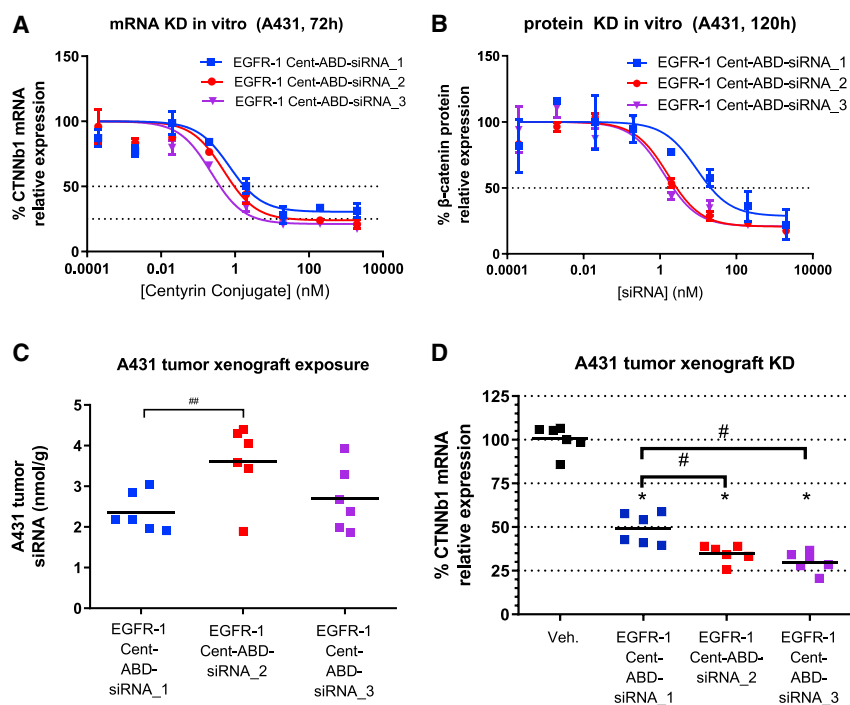 A
mRNA KD in vitro (A431, 72h)
EGFR-1 Cent-ABD-siRNA_1
EGFR-1 Cent-ABD-siRNA_2
EGFR-1 Cent-ABD-siRNA_3
% CTNNb1 mRNA
relative expression
150
100
50
0
0.0001
0.01
1
100
10000
[Centyrin Conjugate] (nM)
B
protein KD in vitro (A431, 120h)
EGFR-1 Cent-ABD-siRNA_1
EGFR-1 Cent-ABD-siRNA_2
EGFR-1 Cent-ABD-siRNA_3
% β-catenin protein
relative expression
150
100
50
0
0.0001
0.01
1
100
10000
[siRNA] (nM)
C
A431 tumor xenograft exposure
##
A431 tumor
siRNA (nmol/g)
5
4
3
2
1
0
EGFR-1
Cent-
ABD-
siRNA_1
EGFR-1
Cent-ABD-
siRNA_2
EGFR-1
Cent-
ABD-
siRNA_3
D
A431 tumor xenograft KD
% CTNNb1 mRNA
relative expression
125
100
75
50
25
0
#
#
* * *
Veh.
EGFR-1
Cent-
ABD-
siRNA_1
EGFR-1
Cent-ABD-
siRNA_2
EGFR-1
Cent-
ABD-
siRNA_3